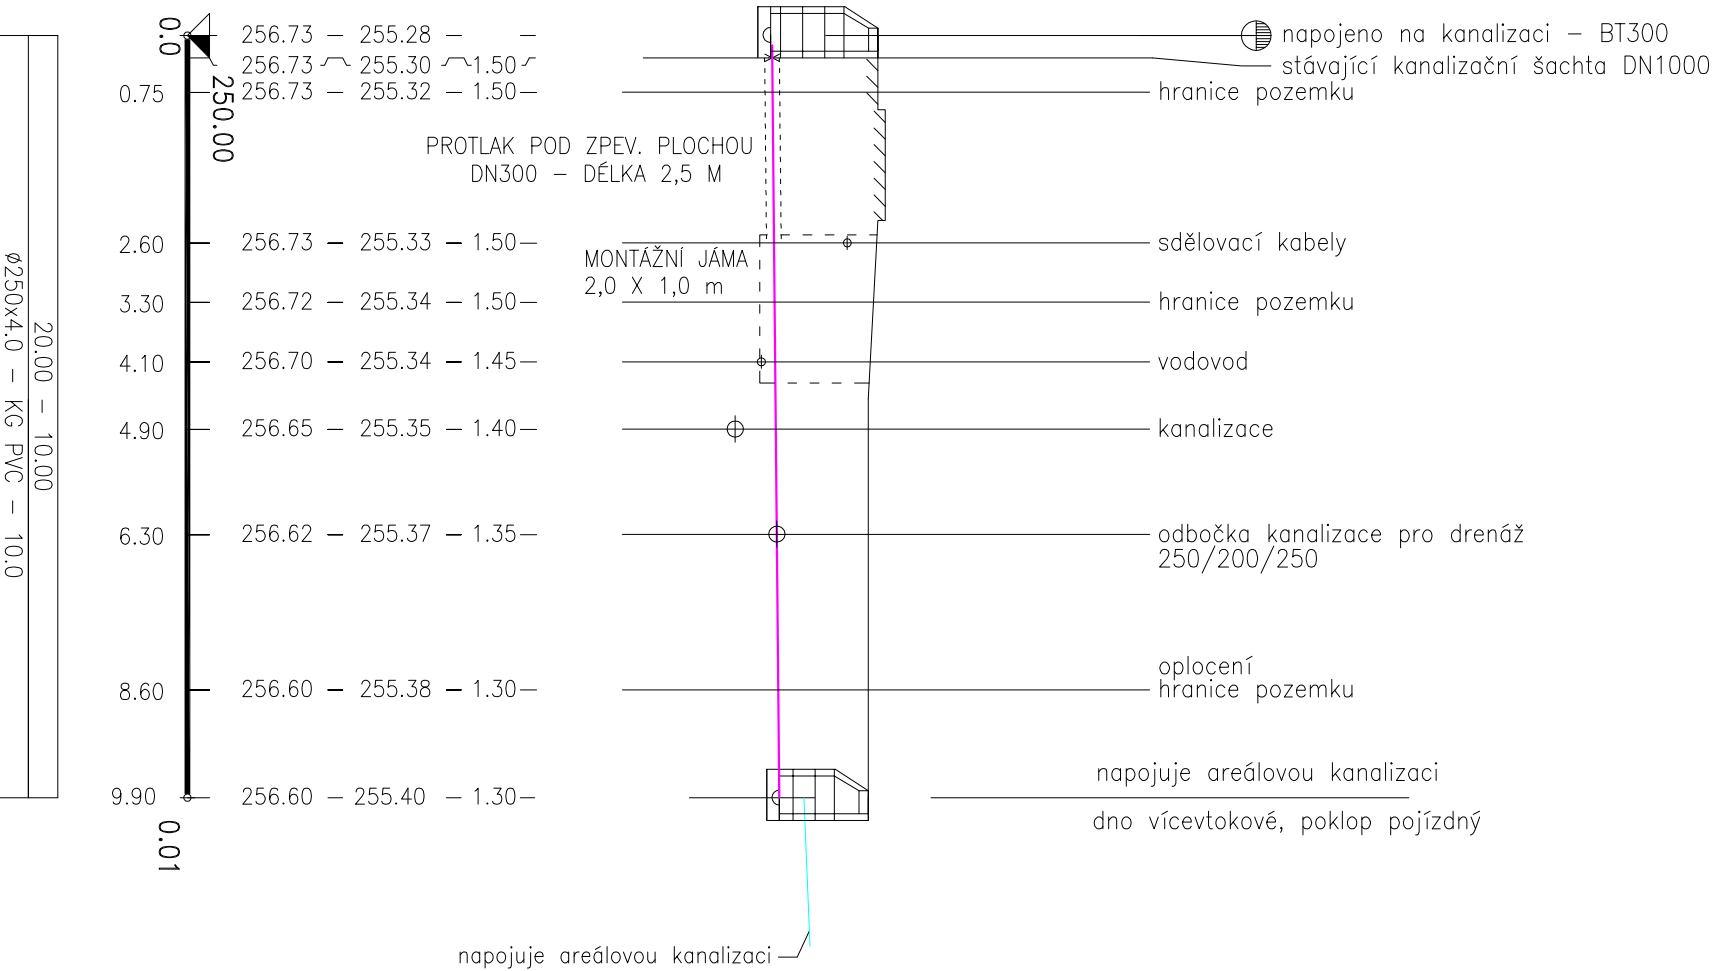 0.0
256.73 – 255.28 – –
napojeno na kanalizaci – BT300
256.73 – 255.30 – 1.50 –
stávající kanalizační šachta DN1000
0.75
256.73 – 255.32 – 1.50 –
hranice pozemku
250.00
PROTLAK POD ZPEV. PLOCHOU
DN300 – DÉLKA 2,5 M
2.60
256.73 – 255.33 – 1.50 –
sdělovací kabely
MONTÁŽNÍ JÁMA
2,0 X 1,0 m
3.30
256.72 – 255.34 – 1.50 –
hranice pozemku
4.10
256.70 – 255.34 – 1.45 –
vodovod
20.00 – 10.00
ø250x4.0 – KG PVC – 10.0
4.90
256.65 – 255.35 – 1.40 –
kanalizace
6.30
256.62 – 255.37 – 1.35 –
odbočka kanalizace pro drenáž
250/200/250
oplocení
8.60
256.60 – 255.38 – 1.30 –
hranice pozemku
napojuje areálovou kanalizaci
9.90
256.60 – 255.40 – 1.30 –
dno vícevtokové, poklop pojízdný
0.01
napojuje areálovou kanalizaci